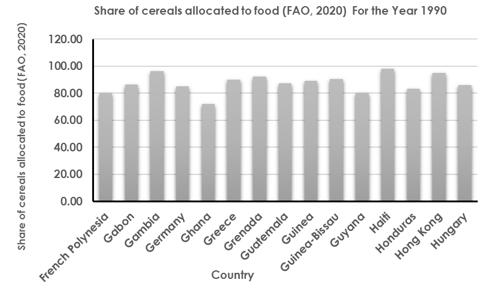 Share of cereals allocated to food (FAO, 2020) For the Year 1990
Share of cereals allocated to food (FAO, 2020)
120.00
100.00
80.00
60.00
40.00
20.00
0.00
French Polynesia
Gabon
Gambia
Germany
Ghana
Greece
Grenada
Guatemala
Guinea
Guinea-Bissau
Guyana
Haiti
Honduras
Hong Kong
Hungary
Country